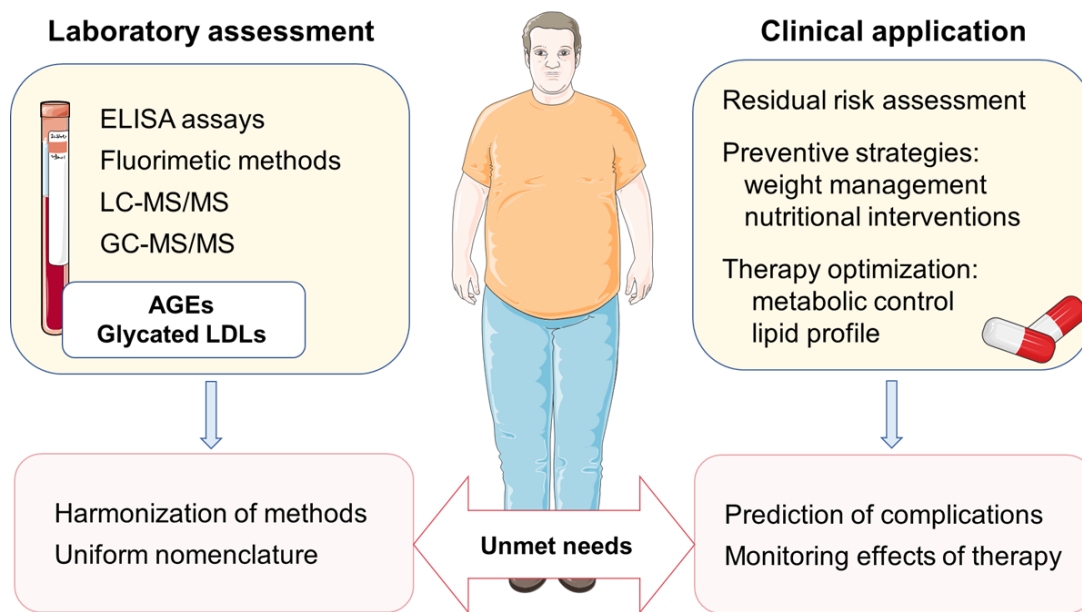 Laboratory assessment
ELISA assays
Fluorimetic methods
LC-MS/MS
GC-MS/MS
AGEs
Glycated LDLs
Harmonization of methods
Uniform nomenclature
Unmet needs
Clinical application
Residual risk assessment
Preventive strategies:
weight management
nutritional interventions
Therapy optimization:
metabolic control
lipid profile
Prediction of complications
Monitoring effects of therapy